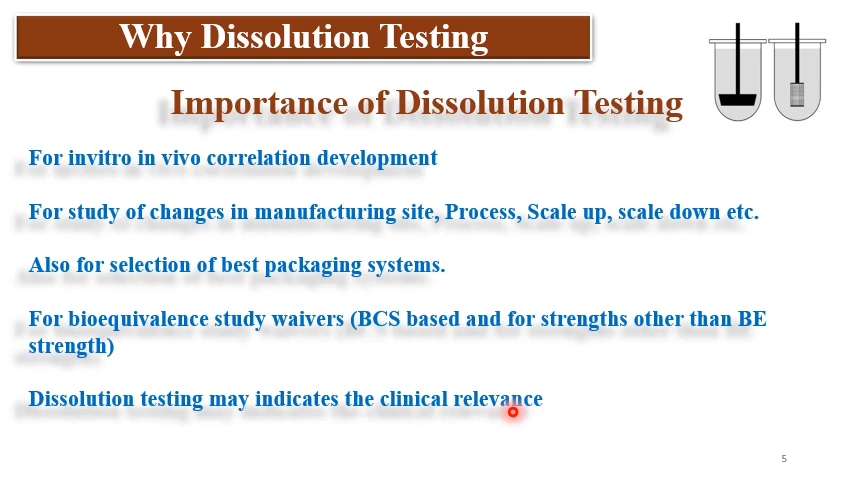 Why Dissolution Testing
Importance of Dissolution Testing
For invitro in vivo correlation development
For study of changes in manufacturing site, Process, Scale up, scale down etc.
Also for selection of best packaging systems.
For bioequivalence study waivers (BCS based and for strengths other than BE
strength)
Dissolution testing may indicates the clinical relevance
5